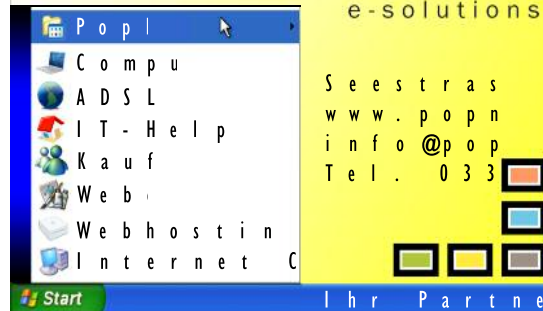 e-solutions
Popl
Compu
ADSL
IT-Help
Kauf
Web
Webhostin
Internet C
Seestras
www.popn
info@pop
Tel. 033
Start
Ihr Partne